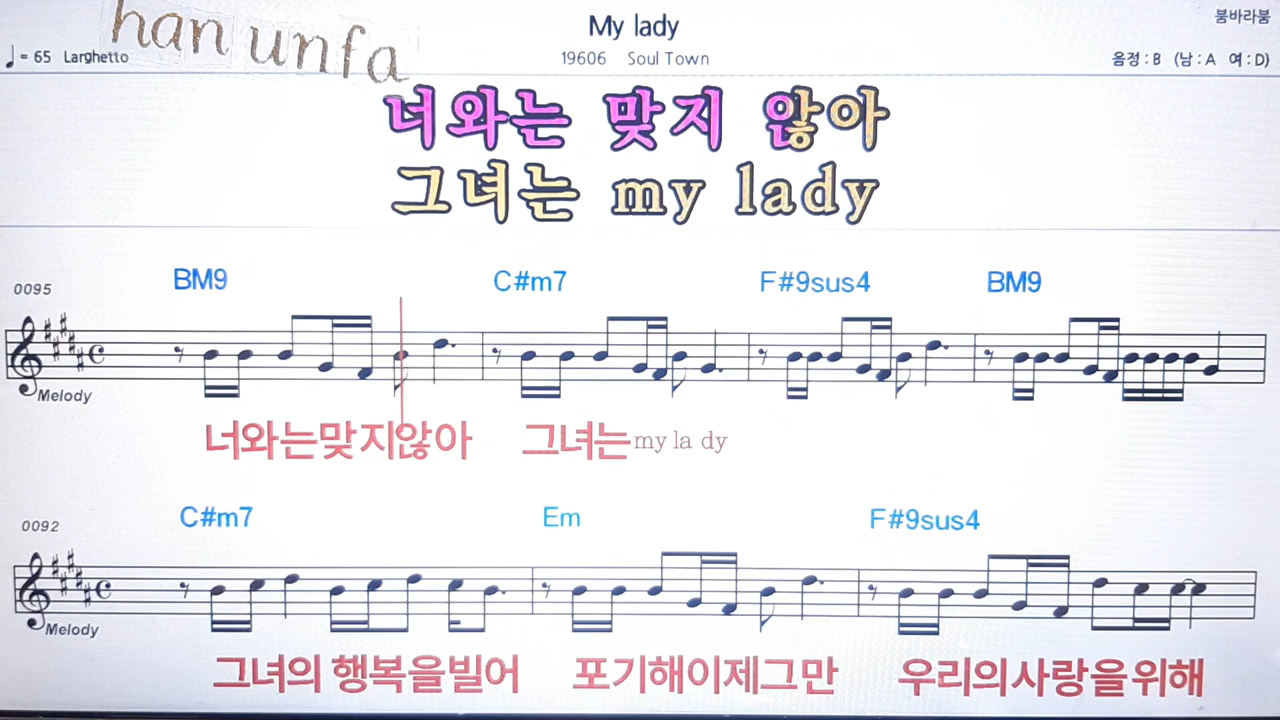 han unfa
My lady
붐바라붐
♩= 65 Larghetto
19606 Soul Town
음정 : B (남 : A 여 : D)
너와는 맞지 않아
그녀는 my lady
0095 BM9 C#m7 F#9sus4 BM9
Melody
너와는맞지않아 그녀는my la dy
0092 C#m7 Em F#9sus4
Melody
그녀의 행복을빌어 포기해이제그만 우리의사랑을위해